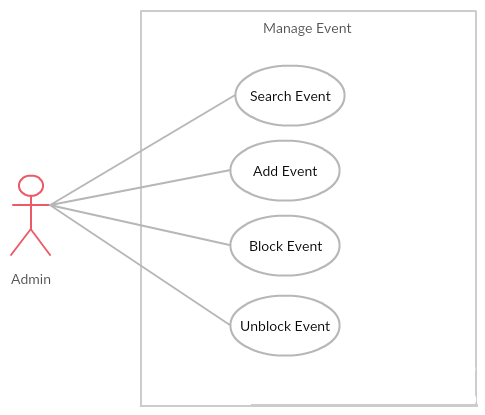 Manage Event
Search Event
Add Event
Block Event
Unblock Event
Admin